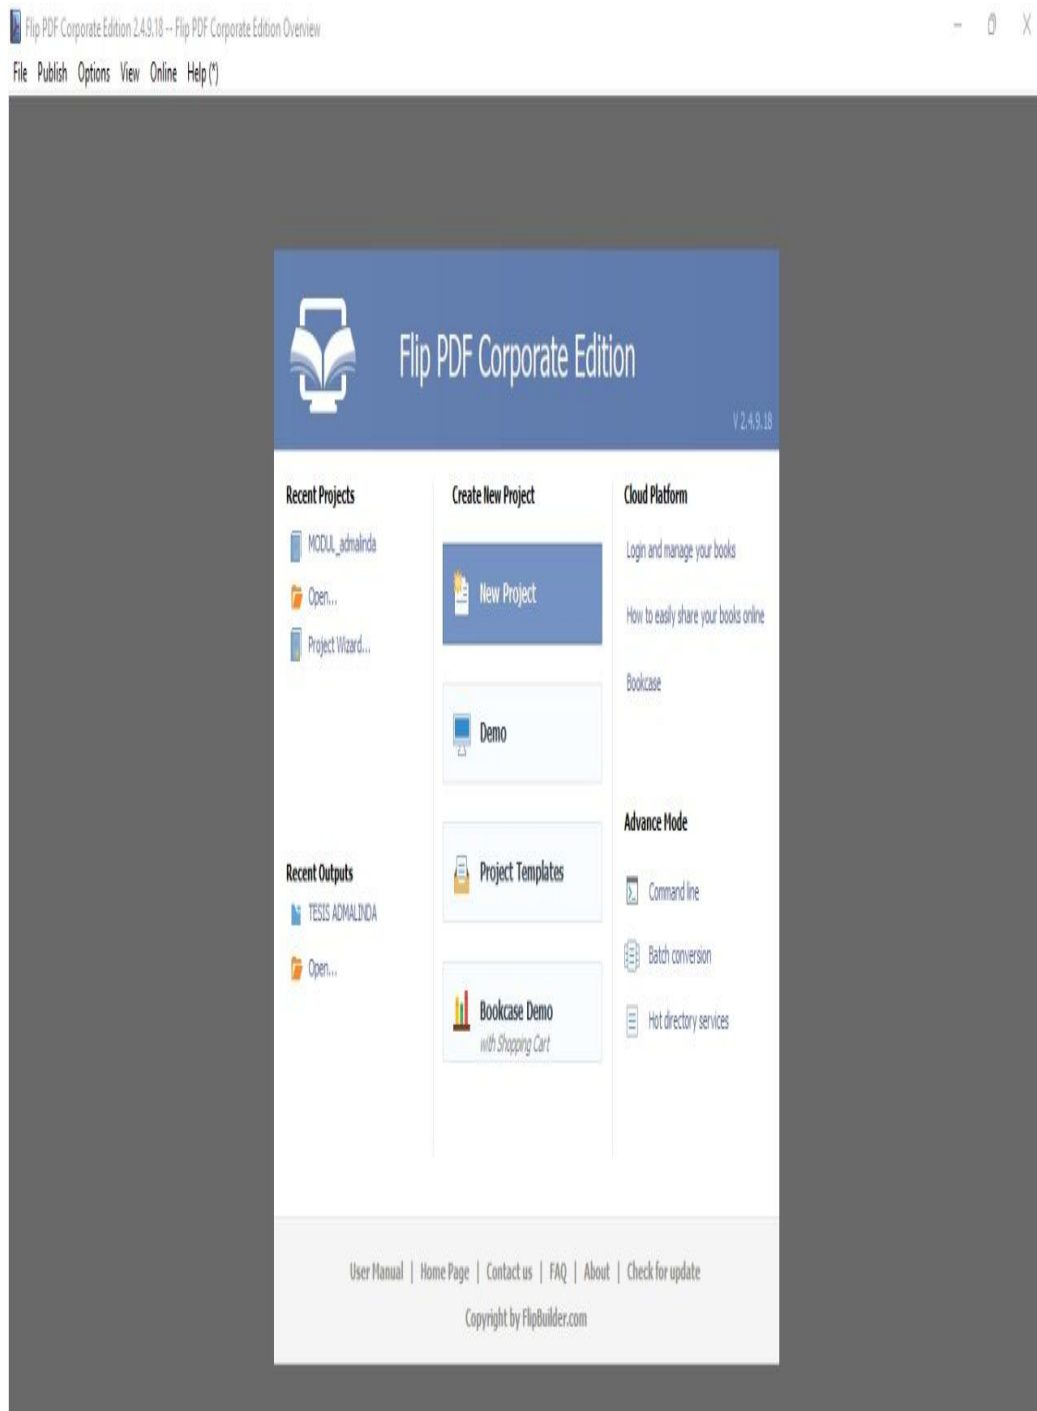 Flip PDF Corporate Edition 2.4.9.18 -- Flip PDF Corporate Edition Overview
File Publish Options View Online Help (*)
Flip PDF Corporate Edition
V 2.4.9.18
Recent Projects
MODUL_admalinda
Open...
Project Wizard...
Recent Outputs
TESIS ADMALINDA
Open...
Create New Project
New Project
Demo
Project Templates
Bookcase Demo
with Shopping Cart
Cloud Platform
Login and manage your books
How to easily share your books online
Bookcase
Advance Mode
Command line
Batch conversion
Hot directory services
User Manual | Home Page | Contact us | FAQ | About | Check for update
Copyright by FlipBuilder.com